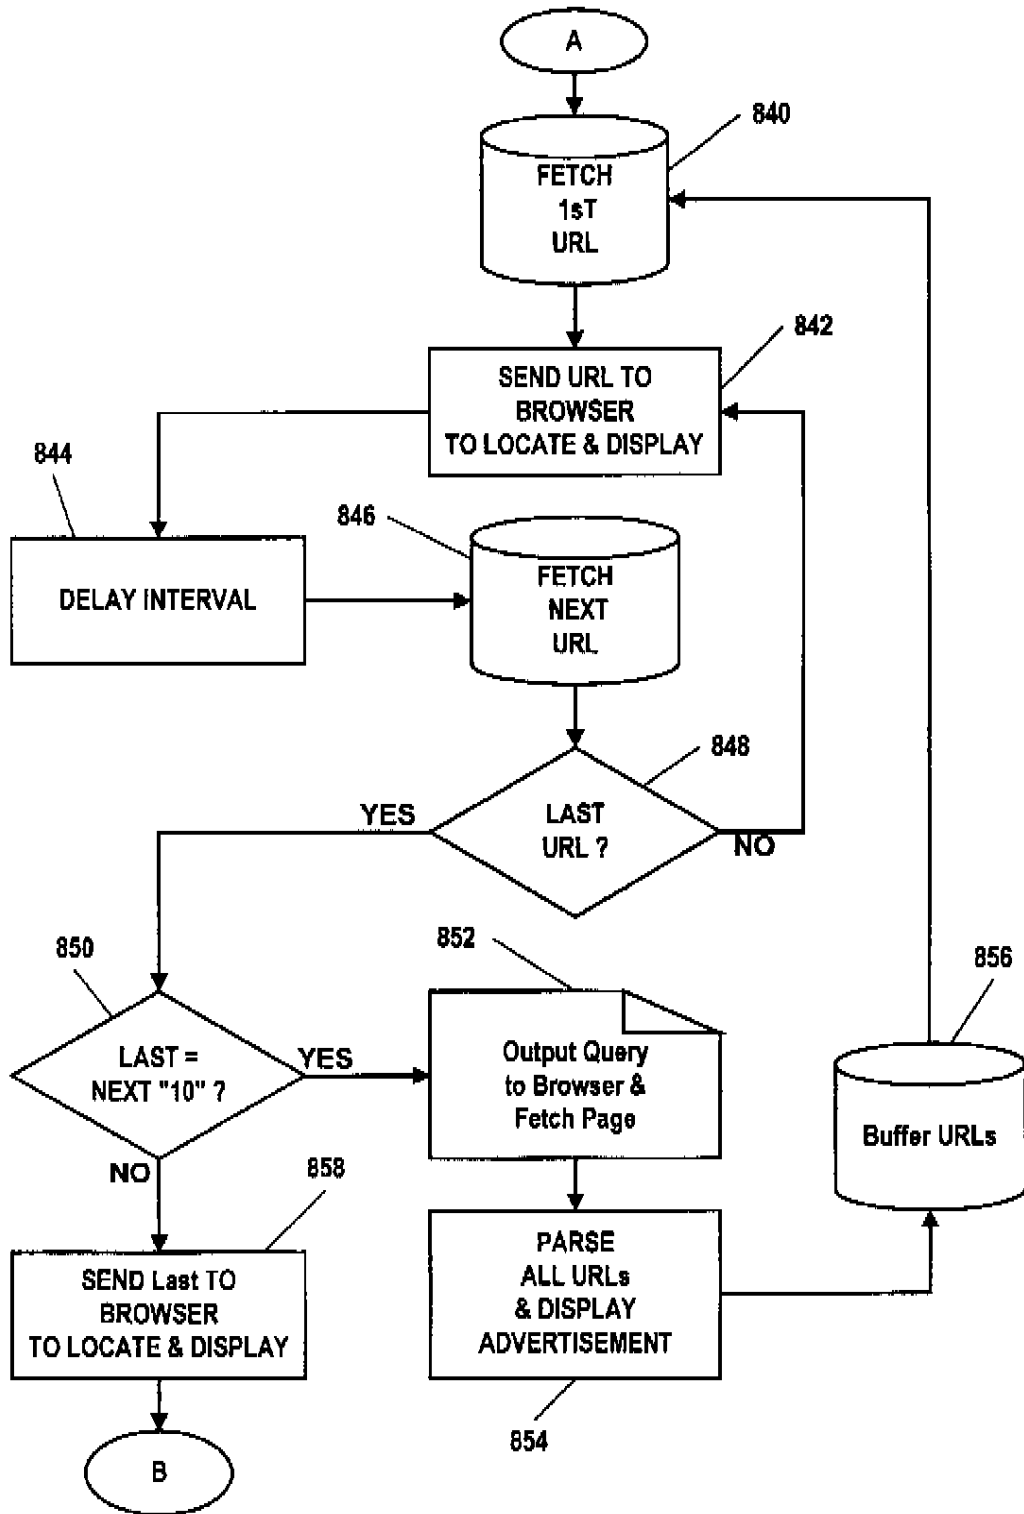 A
840
FETCH
1sT
URL
842
SEND URL TO
BROWSER
TO LOCATE & DISPLAY
844
846
DELAY INTERVAL
FETCH
NEXT
URL
848
YES
LAST
URL ?
NO
850
852
856
LAST =
NEXT "10" ?
YES
Output Query
to Browser &
Fetch Page
Buffer URLs
NO
858
SEND Last TO
BROWSER
TO LOCATE & DISPLAY
PARSE
ALL URLs
& DISPLAY
ADVERTISEMENT
854
B